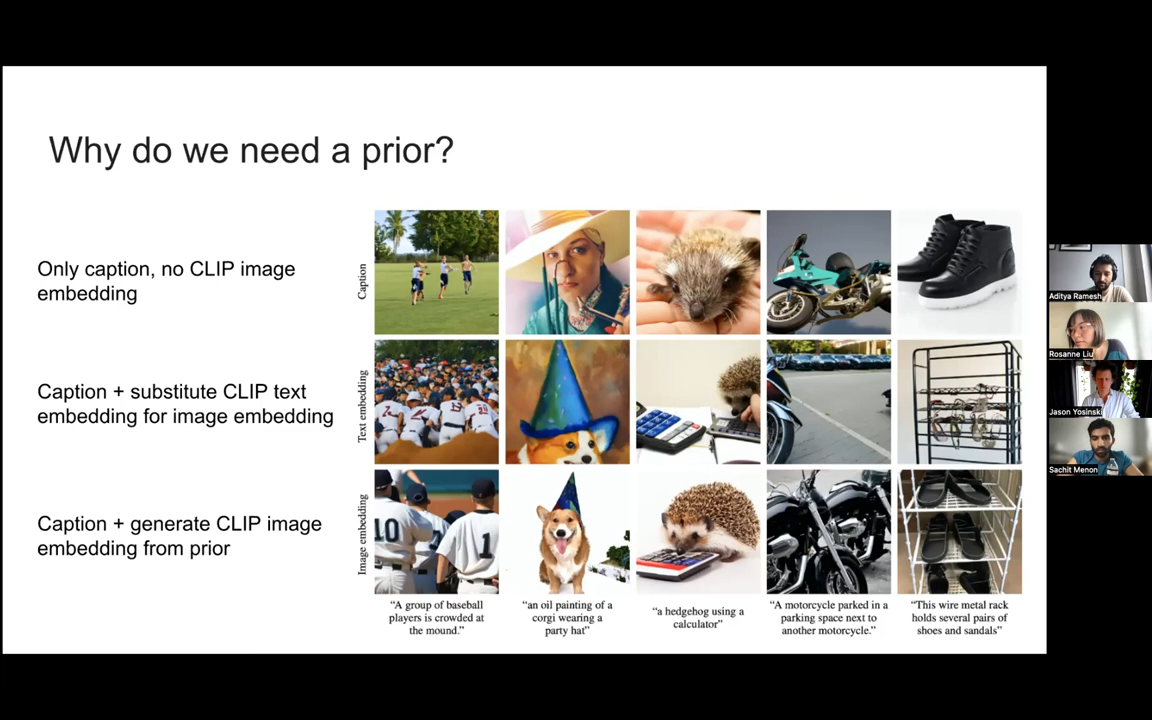 Why do we need a prior?
Only caption, no CLIP image
embedding
Caption
Caption + substitute CLIP text
embedding for image embedding
Text embedding
Caption + generate CLIP image
embedding from prior
Image embedding
10
1
“A group of baseball
players is crowded at
the mound.”
“an oil painting of a
corgi wearing a
party hat”
“a hedgehog using a
calculator”
“A motorcycle parked in a
parking space next to
another motorcycle.”
“This wire metal rack
holds several pairs of
shoes and sandals”
Aditya Ramesh
Rosanne Liu
Jason Yosinski
Sachit Menon